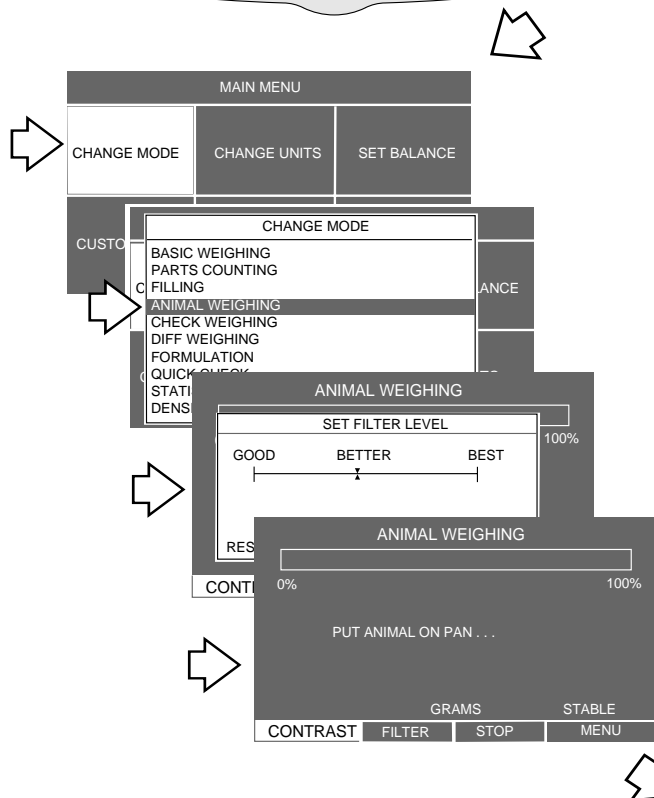 MAIN MENU
CHANGE MODE CHANGE UNITS SET BALANCE
CHANGE MODE
BASIC WEIGHING
PARTS COUNTING
FILLING
ANIMAL WEIGHING
CHECK WEIGHING
DIFF WEIGHING
FORMULATION
ANIMAL WEIGHING
100%
SET FILTER LEVEL
GOOD BETTER BEST
ANIMAL WEIGHING
0% 100%
PUT ANIMAL ON PAN . . .
GRAMS STABLE
CONTRAST FILTER STOP MENU